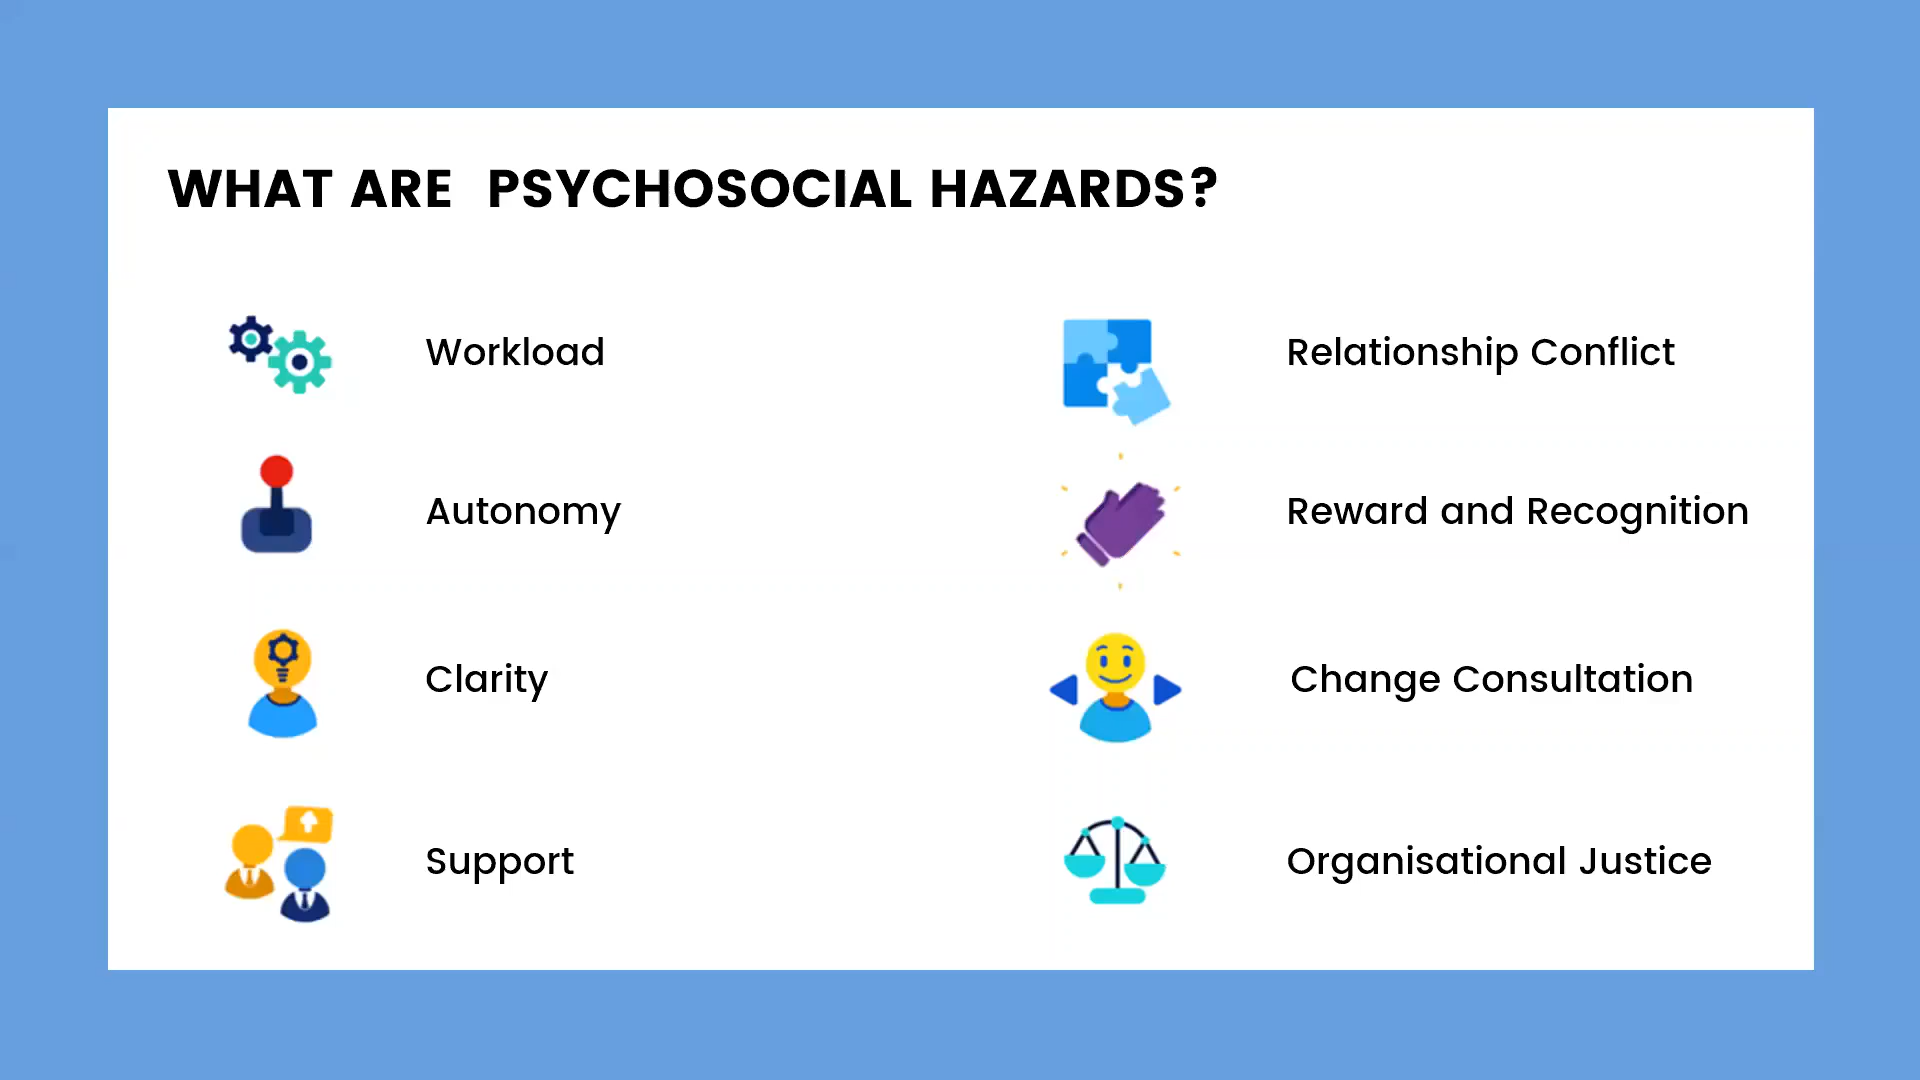 WHAT ARE PSYCHOSOCIAL HAZARDS?
Workload
Autonomy
Clarity
Support
Relationship Conflict
Reward and Recognition
Change Consultation
Organisational Justice